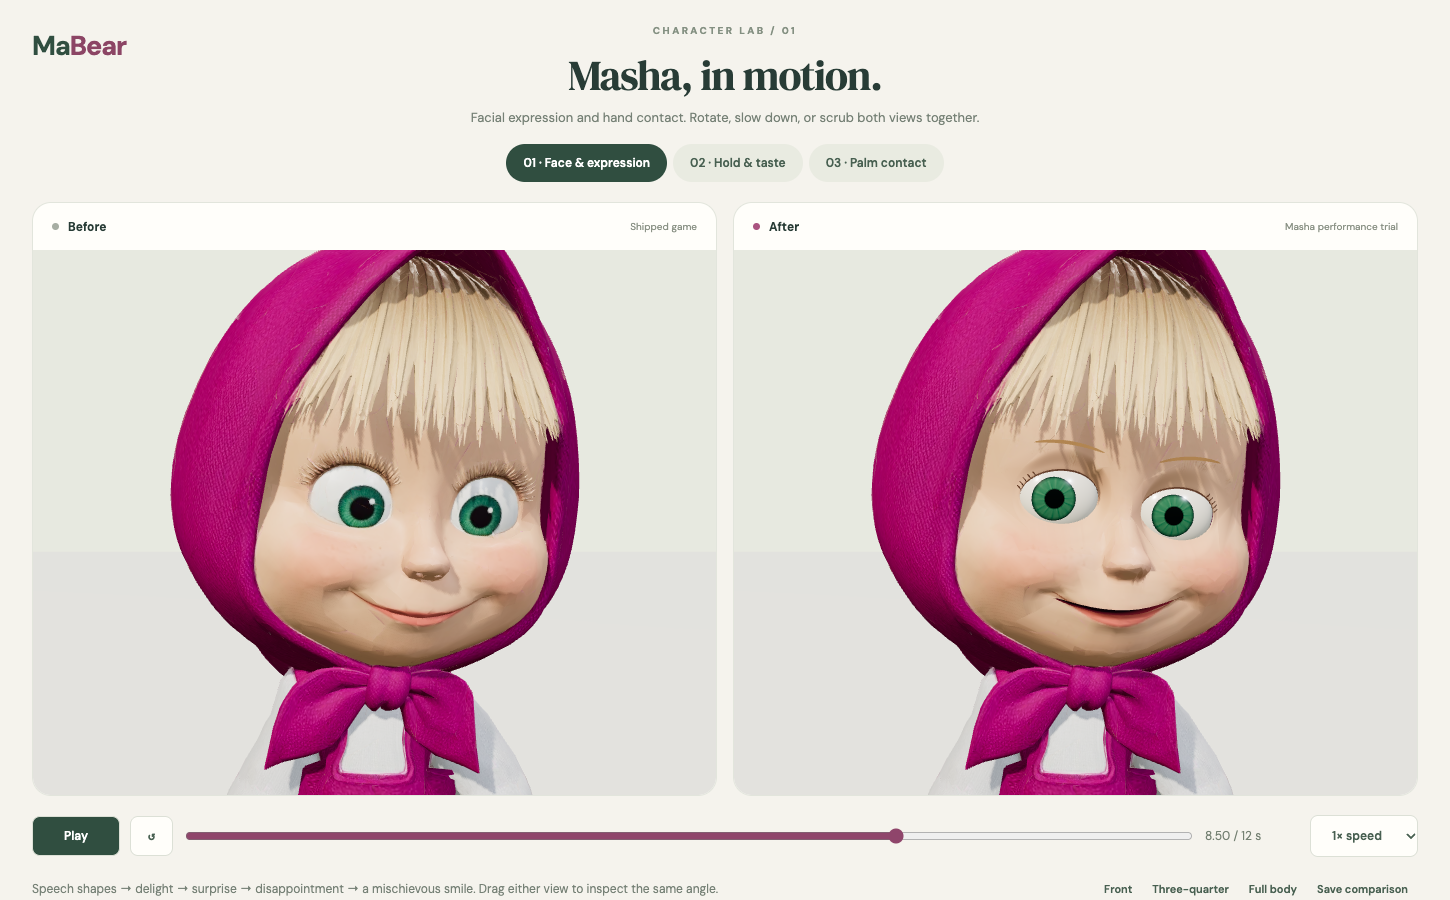 MaBear
CHARACTER LAB / 01
Masha, in motion.
Facial expression and hand contact. Rotate, slow down, or scrub both views together.
01 · Face & expression
02 · Hold & taste
03 · Palm contact
Before
Shipped game
After
Masha performance trial
Play
↺
8.50 / 12 s
1× speed
Speech shapes → delight → surprise → disappointment → a mischievous smile. Drag either view to inspect the same angle.
Front
Three-quarter
Full body
Save comparison